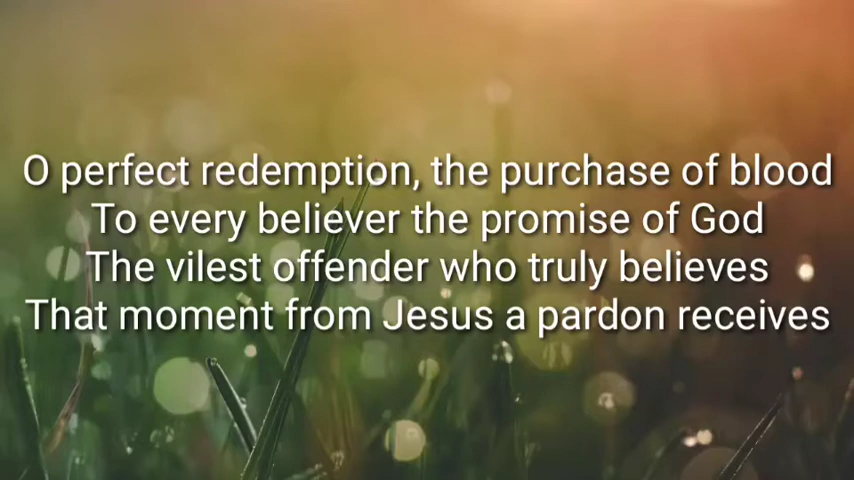 O perfect redemption, the purchase of blood
To every believer the promise of God
The vilest offender who truly believes
That moment from Jesus a pardon receives